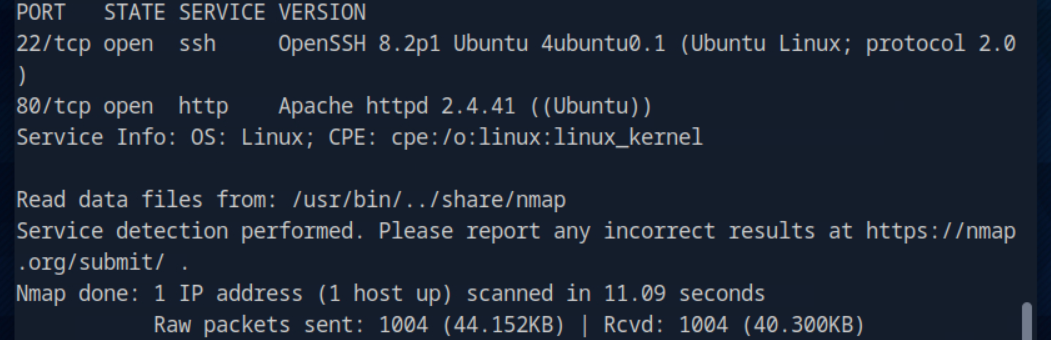 PORT   STATE SERVICE VERSION
22/tcp open  ssh     OpenSSH 8.2p1 Ubuntu 4ubuntu0.1 (Ubuntu Linux; protocol 2.0
)
80/tcp open  http    Apache httpd 2.4.41 ((Ubuntu))
Service Info: OS: Linux; CPE: cpe:/o:linux:linux_kernel

Read data files from: /usr/bin/../share/nmap
Service detection performed. Please report any incorrect results at https://nmap
.org/submit/ .
Nmap done: 1 IP address (1 host up) scanned in 11.09 seconds
           Raw packets sent: 1004 (44.152KB) | Rcvd: 1004 (40.300KB)